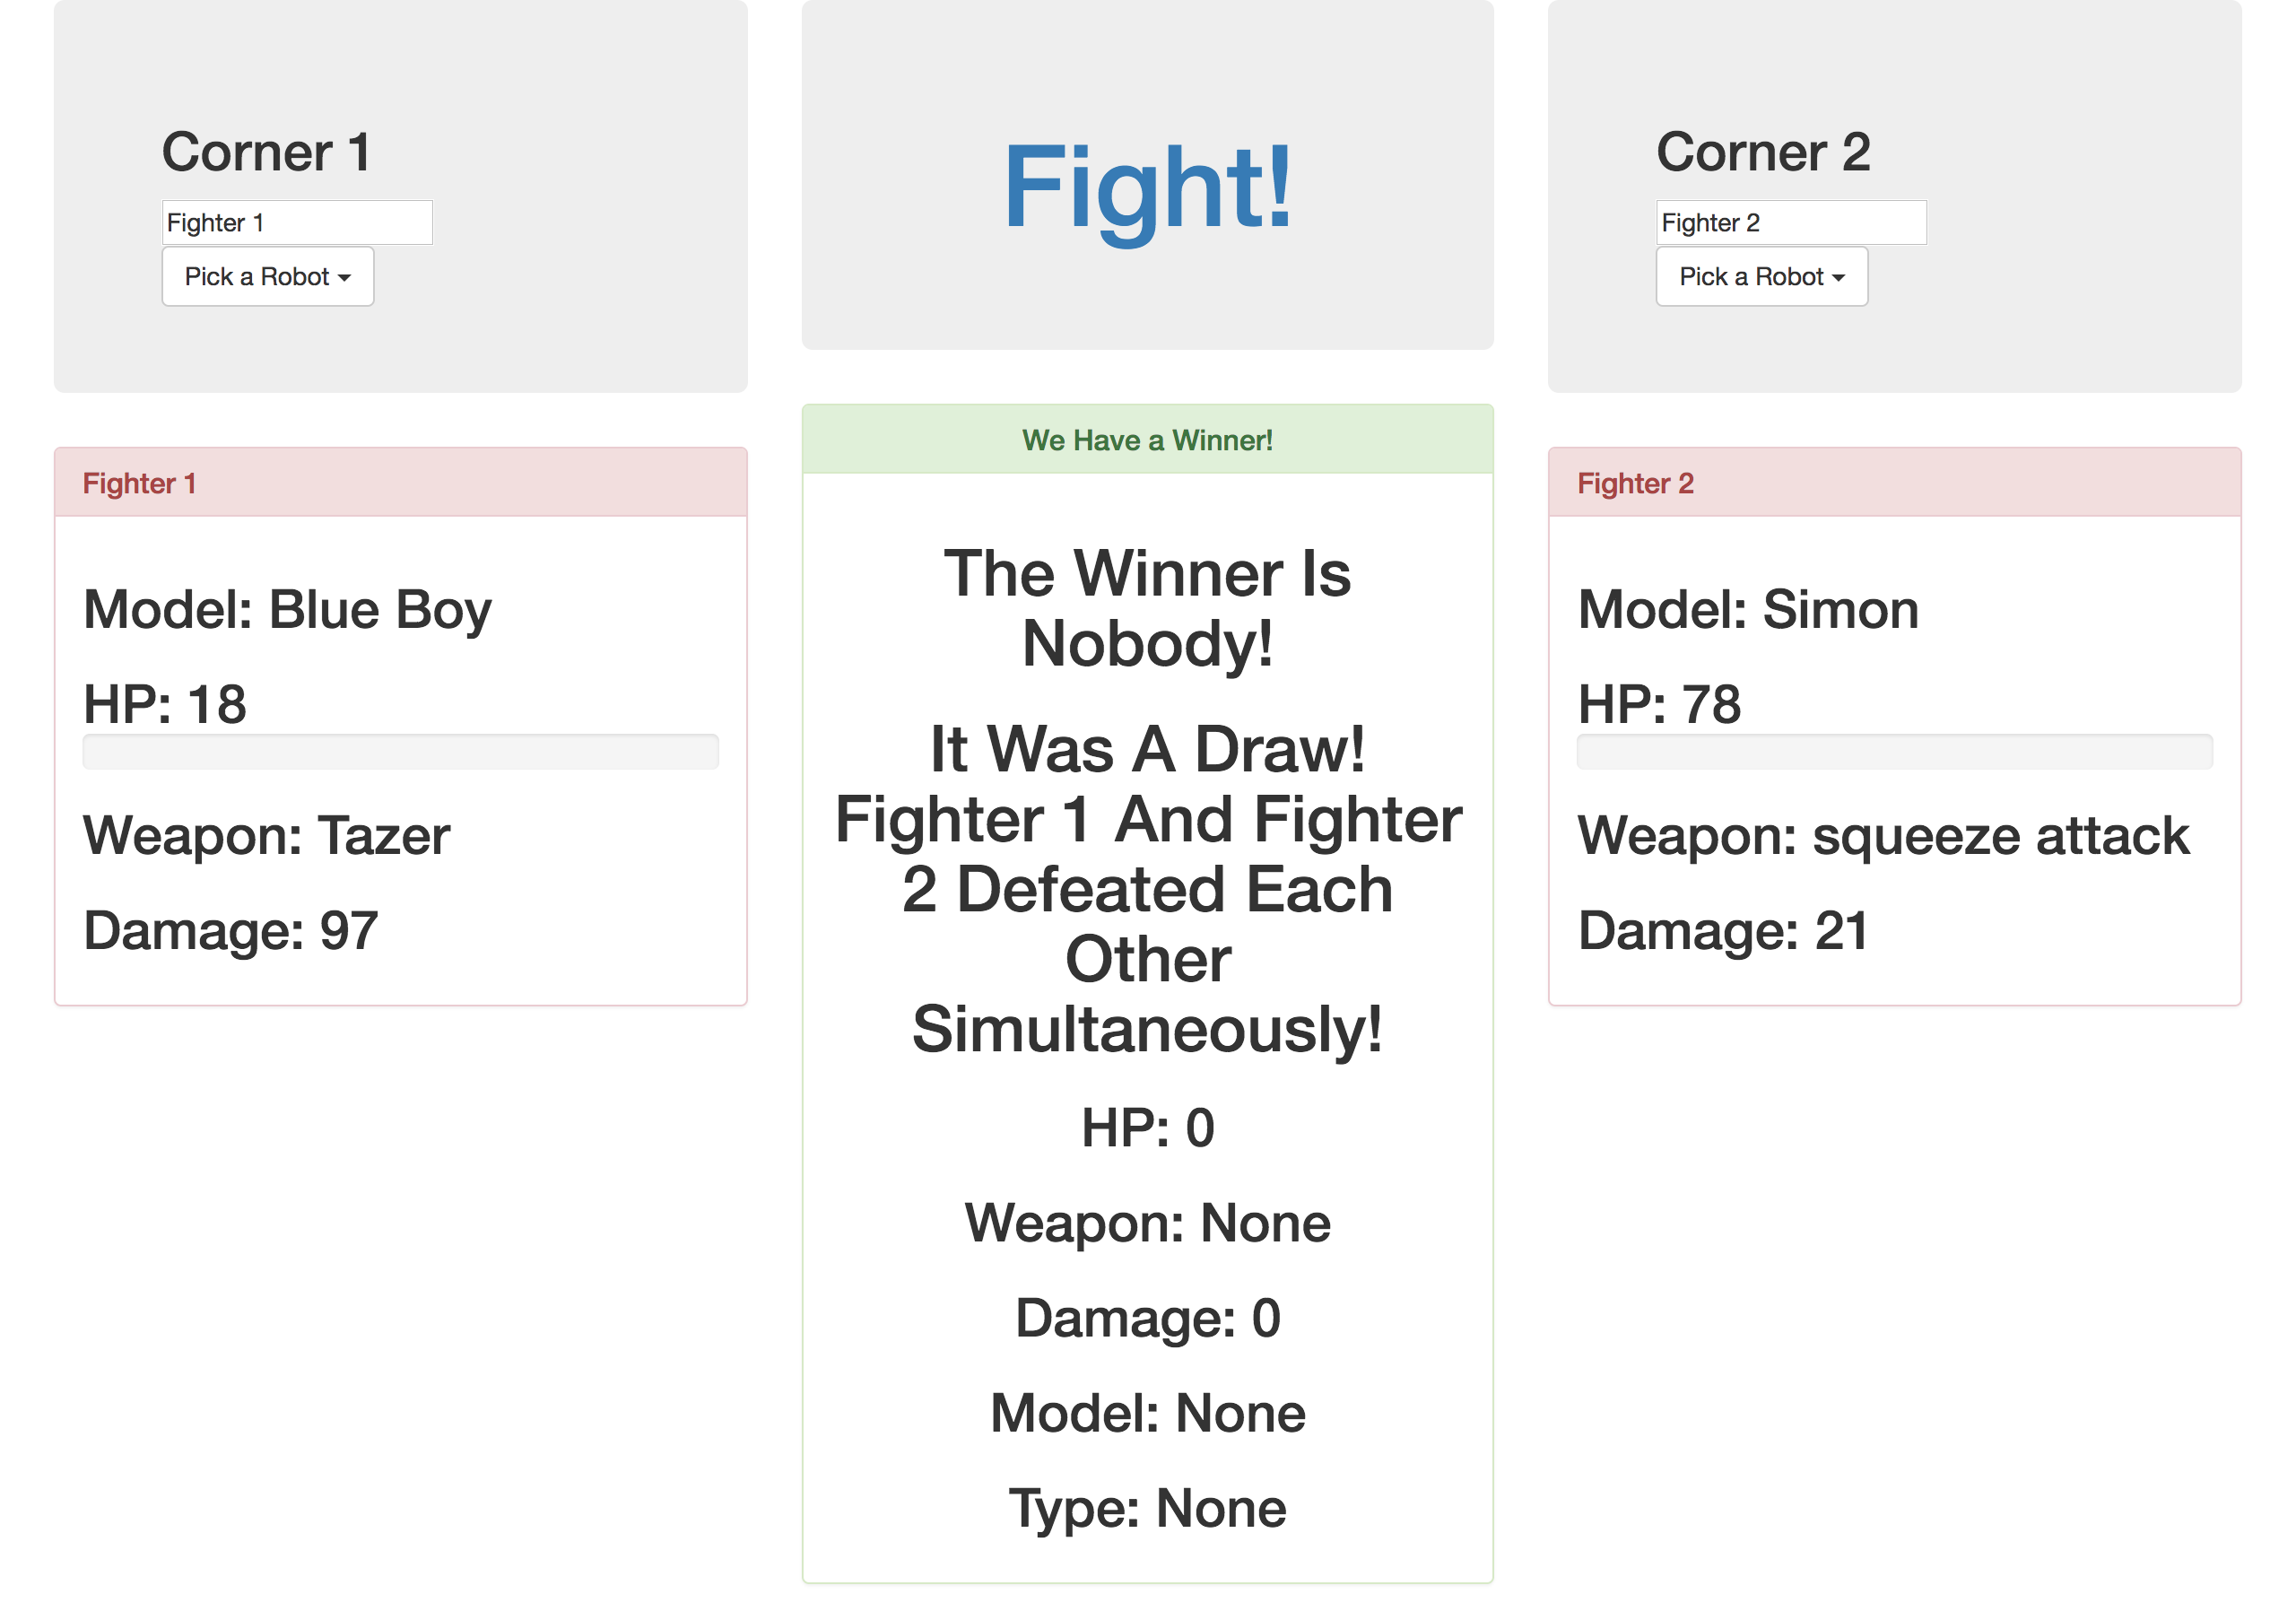 Corner 1
Fighter 1
Pick a Robot
Fighter 1
Model: Blue Boy
HP: 18
Weapon: Tazer
Damage: 97
Fight!
We Have a Winner!
The Winner Is
Nobody!
It Was A Draw!
Fighter 1 And Fighter
2 Defeated Each
Other
Simultaneously!
HP: 0
Weapon: None
Damage: 0
Model: None
Type: None
Corner 2
Fighter 2
Pick a Robot
Fighter 2
Model: Simon
HP: 78
Weapon: squeeze attack
Damage: 21